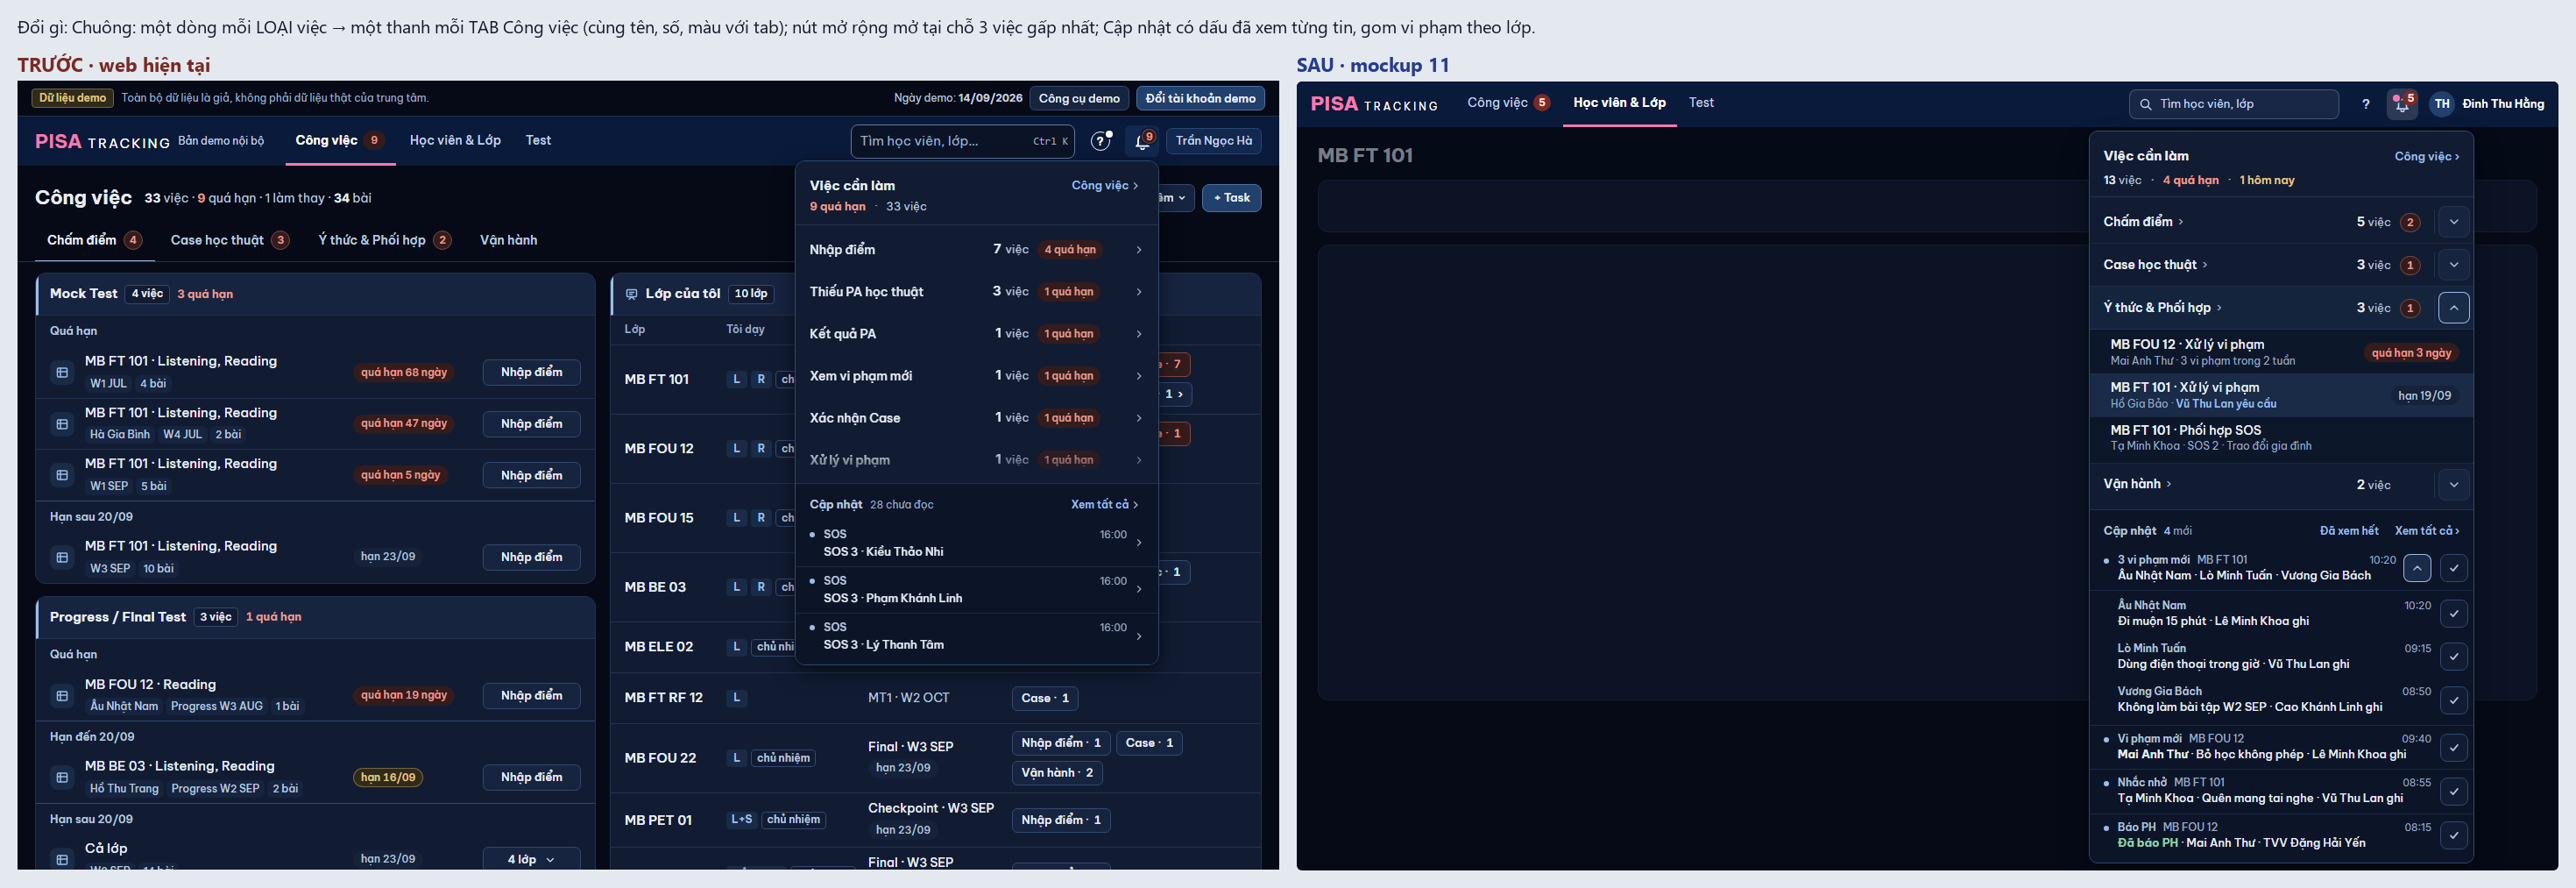 Đổi gì: Chuông: một dòng mỗi LOẠI việc → một thanh mỗi TAB Công việc (cùng tên, số, màu với tab); nút mở rộng mở tại chỗ 3 việc gấp nhất; Cập nhật có dấu đã xem từng tin, gom vi phạm theo lớp.
TRƯỚC · web hiện tại
Dữ liệu demo Toàn bộ dữ liệu là giả, không phải dữ liệu thật của trung tâm. Ngày demo: 14/09/2026 Công cụ demo Đổi tài khoản demo
PISA TRACKING Bản demo nội bộ Công việc 9 Học viên & Lớp Test Tìm học viên, lớp... Ctrl K ? 9 Trần Ngọc Hà
Công việc 33 việc · 9 quá hạn · 1 làm thay · 34 bài + Task
Chấm điểm 4 Case học thuật 3 Ý thức & Phối hợp 2 Vận hành
Mock Test 4 việc 3 quá hạn
Quá hạn
MB FT 101 · Listening, Reading
W1 JUL 4 bài
quá hạn 68 ngày Nhập điểm
MB FT 101 · Listening, Reading
Hà Gia Bình W4 JUL 2 bài
quá hạn 47 ngày Nhập điểm
MB FT 101 · Listening, Reading
W1 SEP 5 bài
quá hạn 5 ngày Nhập điểm
Hạn sau 20/09
MB FT 101 · Listening, Reading
W3 SEP 10 bài
hạn 23/09 Nhập điểm
Progress / Final Test 3 việc 1 quá hạn
Quá hạn
MB FOU 12 · Reading
Âu Nhật Nam Progress W3 AUG 1 bài
quá hạn 19 ngày Nhập điểm
Hạn đến 20/09
MB BE 03 · Listening, Reading
Hồ Thu Trang Progress W2 SEP 2 bài
hạn 16/09 Nhập điểm
Hạn sau 20/09
Cả lớp
hạn 23/09 4 lớp
Lớp của tôi 10 lớp
Lớp Tôi dạy
MB FT 101 L R
MB FOU 12 L R
MB FOU 15 L R
MB BE 03 L R
MB ELE 02 L
MB FT RF 12 L MT1 · W2 OCT Case · 1
MB FOU 22 L chủ nhiệm Final · W3 SEP
hạn 23/09
Nhập điểm · 1 Case · 1
Vận hành · 2
MB PET 01 L+S chủ nhiệm Checkpoint · W3 SEP
hạn 23/09
Nhập điểm · 1
Final · W3 SEP
Việc cần làm Công việc ›
9 quá hạn · 33 việc
Nhập điểm 7 việc 4 quá hạn ›
Thiếu PA học thuật 3 việc 1 quá hạn ›
Kết quả PA 1 việc 1 quá hạn ›
Xem vi phạm mới 1 việc 1 quá hạn ›
Xác nhận Case 1 việc 1 quá hạn ›
Xử lý vi phạm 1 việc 1 quá hạn ›
Cập nhật 28 chưa đọc Xem tất cả ›
SOS 16:00
SOS 3 · Kiều Thảo Nhi
SOS 16:00
SOS 3 · Phạm Khánh Linh
SOS 16:00
SOS 3 · Lý Thanh Tâm
SAU · mockup 11
PISA TRACKING Công việc 5 Học viên & Lớp Test Tìm học viên, lớp ? 5 TH Đinh Thu Hằng
MB FT 101
Việc cần làm Công việc ›
13 việc · 4 quá hạn · 1 hôm nay
Chấm điểm › 5 việc 2
Case học thuật › 3 việc 1
Ý thức & Phối hợp › 3 việc 1
MB FOU 12 · Xử lý vi phạm
Mai Anh Thư · 3 vi phạm trong 2 tuần
quá hạn 3 ngày
MB FT 101 · Xử lý vi phạm
Hồ Gia Bảo · Vũ Thu Lan yêu cầu
hạn 19/09
MB FT 101 · Phối hợp SOS
Tạ Minh Khoa · SOS 2 · Trao đổi gia đình
Vận hành › 2 việc
Cập nhật 4 mới Đã xem hết Xem tất cả ›
3 vi phạm mới MB FT 101 10:20
Âu Nhật Nam · Lò Minh Tuấn · Vương Gia Bách
Âu Nhật Nam 10:20
Đi muộn 15 phút · Lê Minh Khoa ghi
Lò Minh Tuấn 09:15
Dùng điện thoại trong giờ · Vũ Thu Lan ghi
Vương Gia Bách 08:50
Không làm bài tập W2 SEP · Cao Khánh Linh ghi
Vi phạm mới MB FOU 12 09:40
Mai Anh Thư · Bỏ học không phép · Lê Minh Khoa ghi
Nhắc nhở MB FT 101 08:55
Tạ Minh Khoa · Quên mang tai nghe · Vũ Thu Lan ghi
Báo PH MB FOU 12 08:15
Đã báo PH · Mai Anh Thư · TVV Đặng Hải Yến